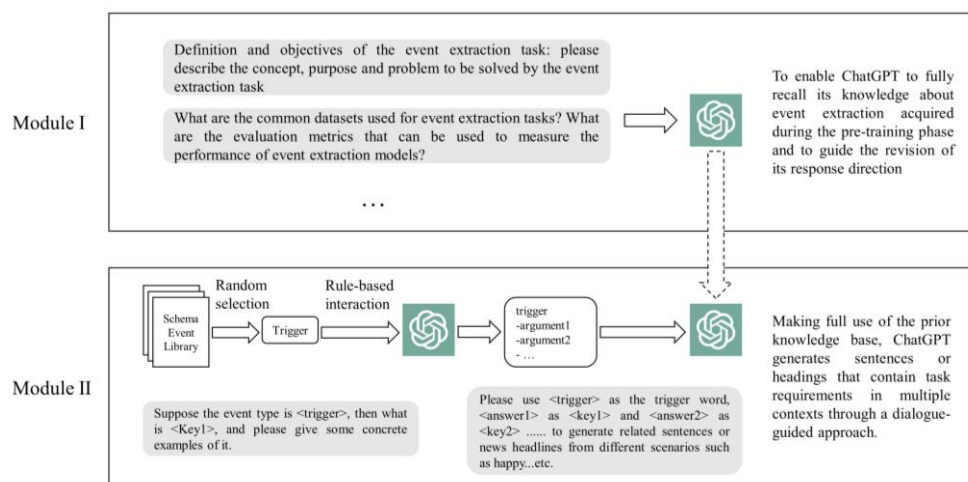 Module I
Definition and objectives of the event extraction task: please
describe the concept, purpose and problem to be solved by the event
extraction task
What are the common datasets used for event extraction tasks? What
are the evaluation metrics that can be used to measure the
performance of event extraction models?
...
To enable ChatGPT to fully
recall its knowledge about
event extraction acquired
during the pre-training phase
and to guide the revision of
its response direction
Module II
Schema
Event
Library
Random
selection
Trigger
Rule-based
interaction
trigger
-argument1
-argument2
- ...
Suppose the event type is <trigger>, then what
is <Key1>, and please give some concrete
examples of it.
Please use <trigger> as the trigger word,
<answer1> as <key1> and <answer2> as
<key2> ...... to generate related sentences or
news headlines from different scenarios such
as happy...etc.
Making full use of the prior
knowledge base, ChatGPT
generates sentences or
headings that contain task
requirements in multiple
contexts through a dialogue-
guided approach.